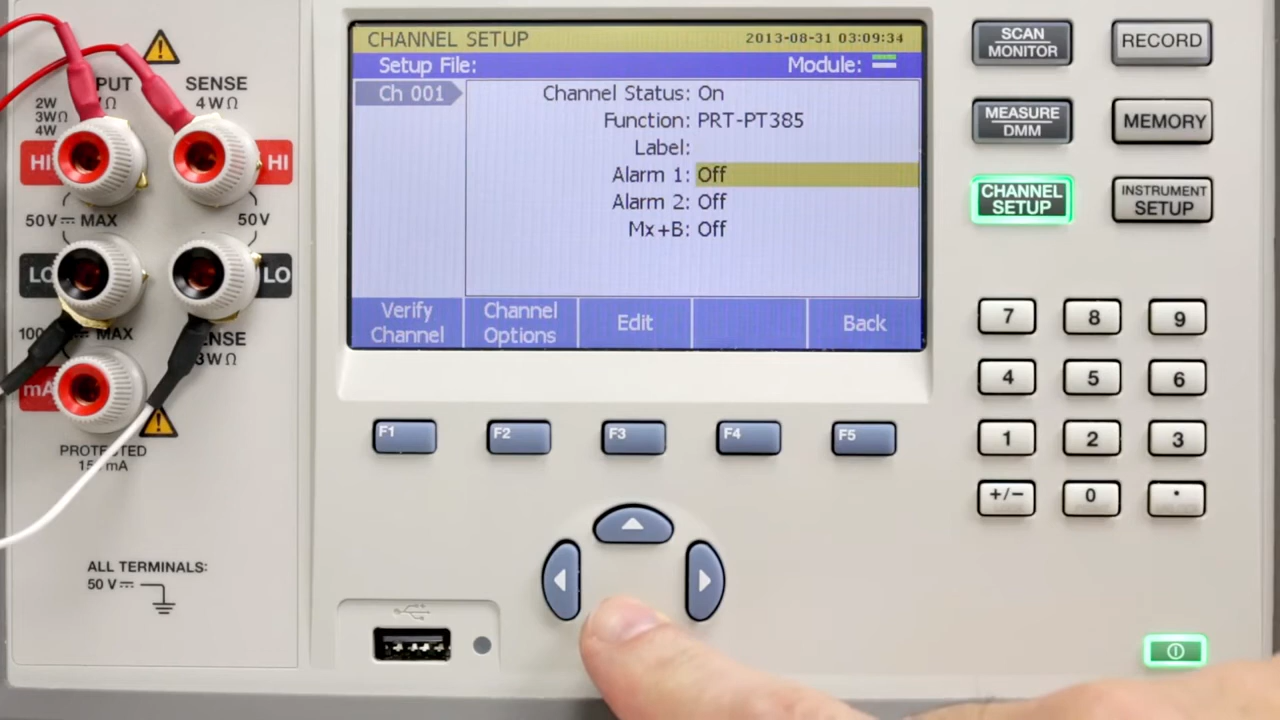 CHANNEL SETUP 2013-08-31 03:09:34
Setup File: Module:
Ch 001
Channel Status: On
Function: PRT-PT385
Label:
Alarm 1: Off
Alarm 2: Off
Mx+B: Off
Verify Channel
Channel Options
Edit
Back
F1 F2 F3 F4 F5
SENSE
4WΩ
2W
3WΩ
4W
HI
HI
50V MAX
50V
LO
LO
MAX
mA
PROTECTED
ALL TERMINALS:
50 V
SCAN
MONITOR
RECORD
MEASURE
DMM
MEMORY
CHANNEL
SETUP
INSTRUMENT
SETUP
7 8 9
4 5 6
1 2 3
+/− 0 .